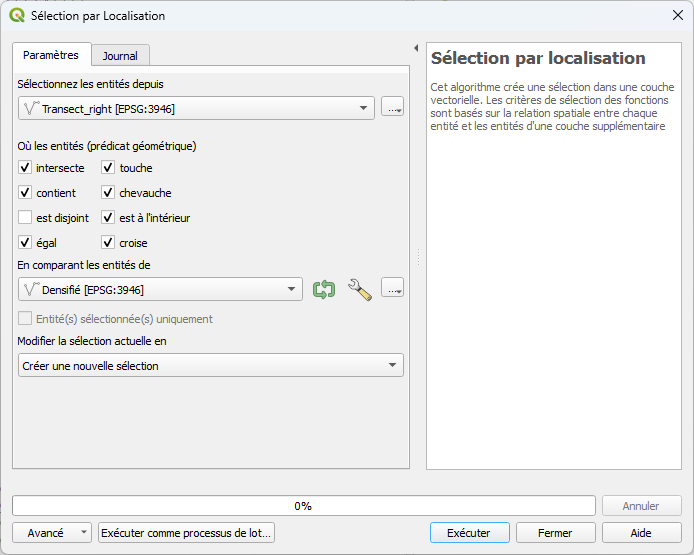 Sélection par Localisation
Paramètres
Journal
Sélectionnez les entités depuis
Transect_right [EPSG:3946]
...
Où les entités (prédicat géométrique)
intersecte
touche
contient
chevauche
est disjoint
est à l'intérieur
égal
croise
En comparant les entités de
Densifié [EPSG:3946]
...
Entité(s) sélectionnée(s) uniquement
Modifier la sélection actuelle en
Créer une nouvelle sélection
Sélection par localisation
Cet algorithme crée une sélection dans une couche
vectorielle. Les critères de sélection des fonctions
sont basés sur la relation spatiale entre chaque
entité et les entités d'une couche supplémentaire
0%
Annuler
Avancé
Exécuter comme processus de lot...
Exécuter
Fermer
Aide